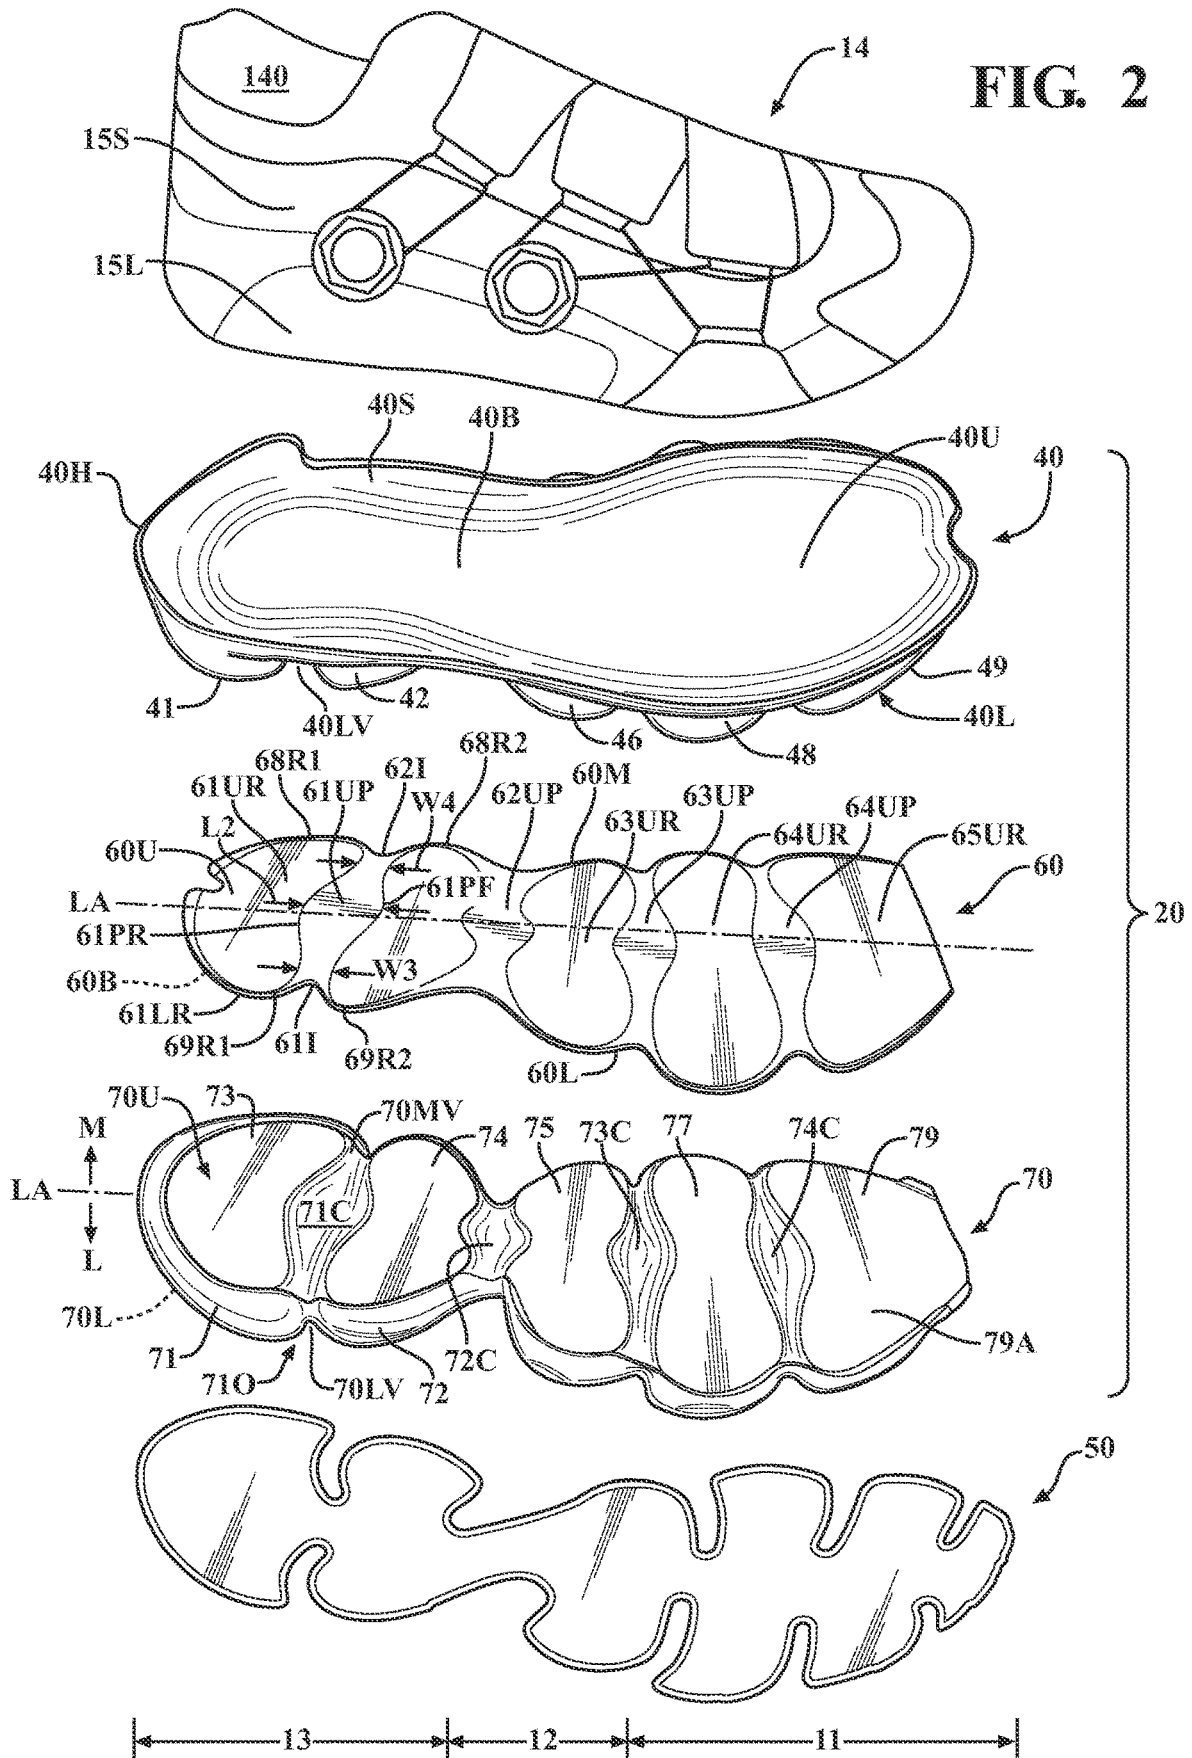 FIG. 2
14
140
15S
15L
40S
40B
40U
40H
40
41
42
40LV
46
48
49
40L
68R1
62I
68R2
61UR
61UP
W4
62UP
60M
63UP
63UR
64UP
L2
64UR
65UR
60U
61PF
60
LA
20
61PR
W3
60B
61LR
69R1
61I
69R2
60L
70U
73
70MV
74
75
73C
77
74C
79
M
LA
71C
70
L
70L
71
71O
70LV
72
72C
79A
50
13
12
11